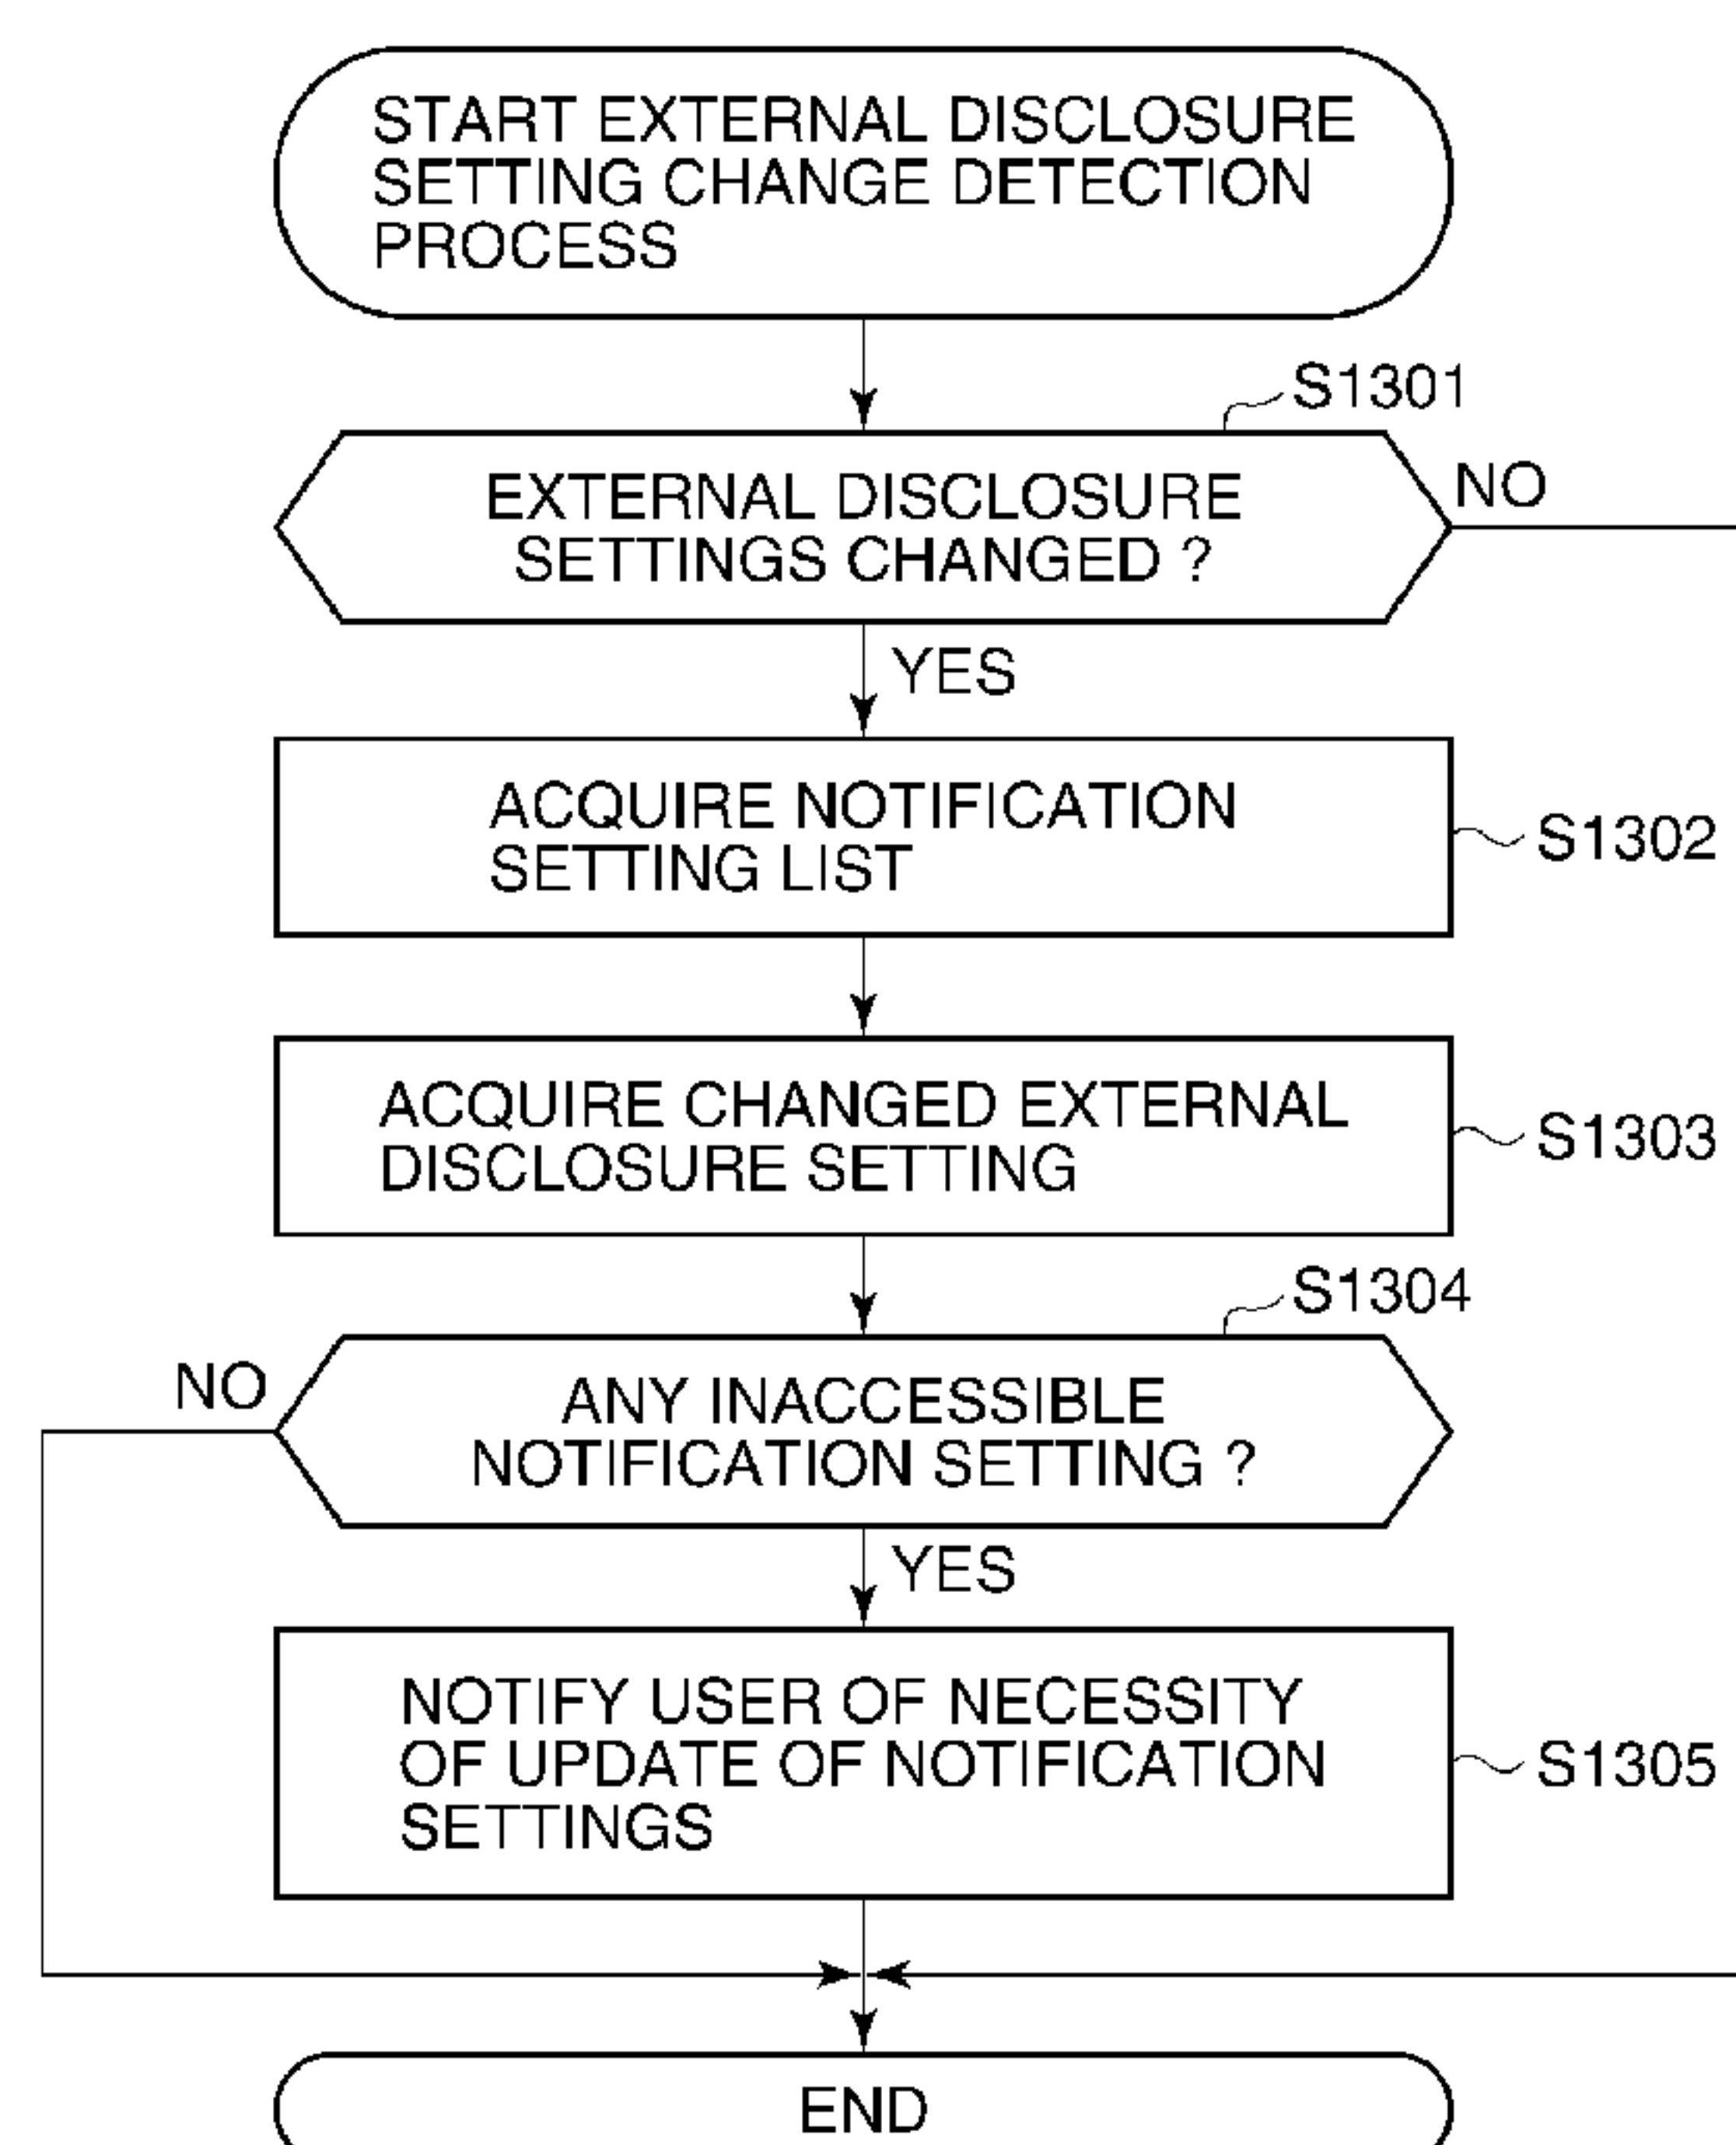 START EXTERNAL DISCLOSURE
SETTING CHANGE DETECTION
PROCESS
S1301
EXTERNAL DISCLOSURE
SETTINGS CHANGED ?
NO
YES
ACQUIRE NOTIFICATION
SETTING LIST
S1302
ACQUIRE CHANGED EXTERNAL
DISCLOSURE SETTING
S1303
S1304
NO
ANY INACCESSIBLE
NOTIFICATION SETTING ?
YES
NOTIFY USER OF NECESSITY
OF UPDATE OF NOTIFICATION
SETTINGS
S1305
END